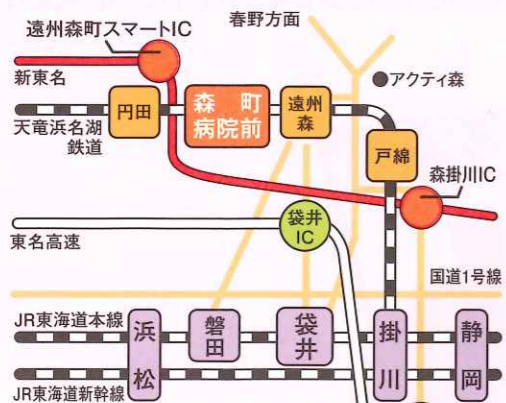 春野方面
遠州森町スマートIC
新東名
アクティ森
円田
森町
病院前
遠州
森
天竜浜名湖
鉄道
戸綿
森掛川IC
袋井
IC
東名高速
国道1号線
JR東海道本線
浜松
磐田
袋井
掛川
静岡
JR東海道新幹線